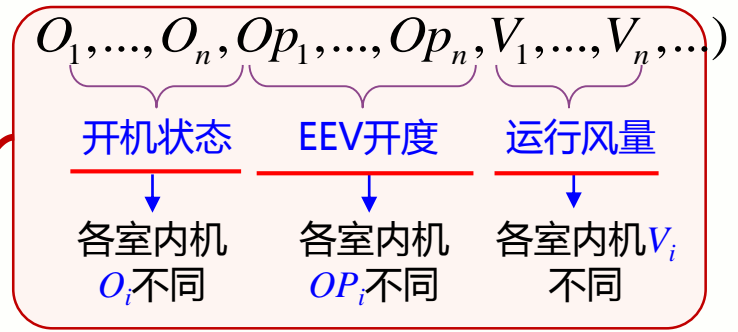 O₁,...,Oₙ,Op₁,...,Opₙ,V₁,...,Vₙ,...)
开机状态 EEV开度 运行风量
各室内机 各室内机 各室内机Vᵢ
Oᵢ不同 OPᵢ不同 不同